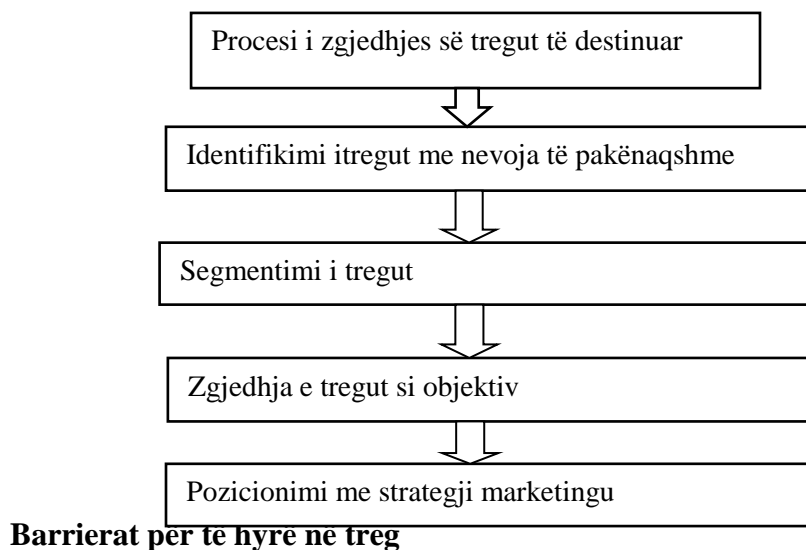 Procesi i zgjedhjes së tregut të destinuar
Identifikimi itregut me nevoja të pakënaqshme
Segmentimi i tregut
Zgjedhja e tregut si objektiv
Pozicionimi me strategji marketingu
Barrierat për të hyrë në treg